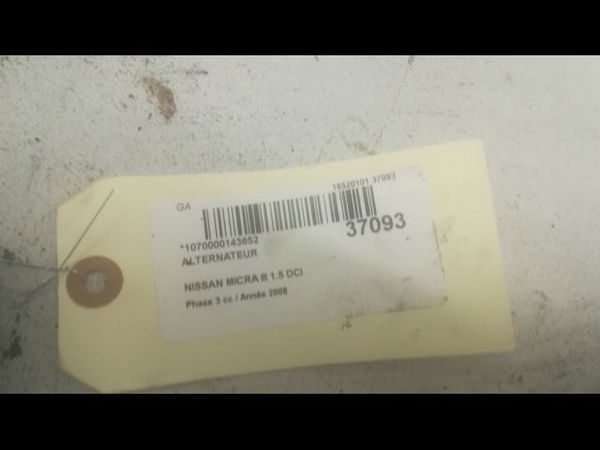 GA
18520101 37093
*1070000143652
37093
ALTERNATEUR
NISSAN MICRA III 1.5 DCI
Phase 3 cc / Année 2008